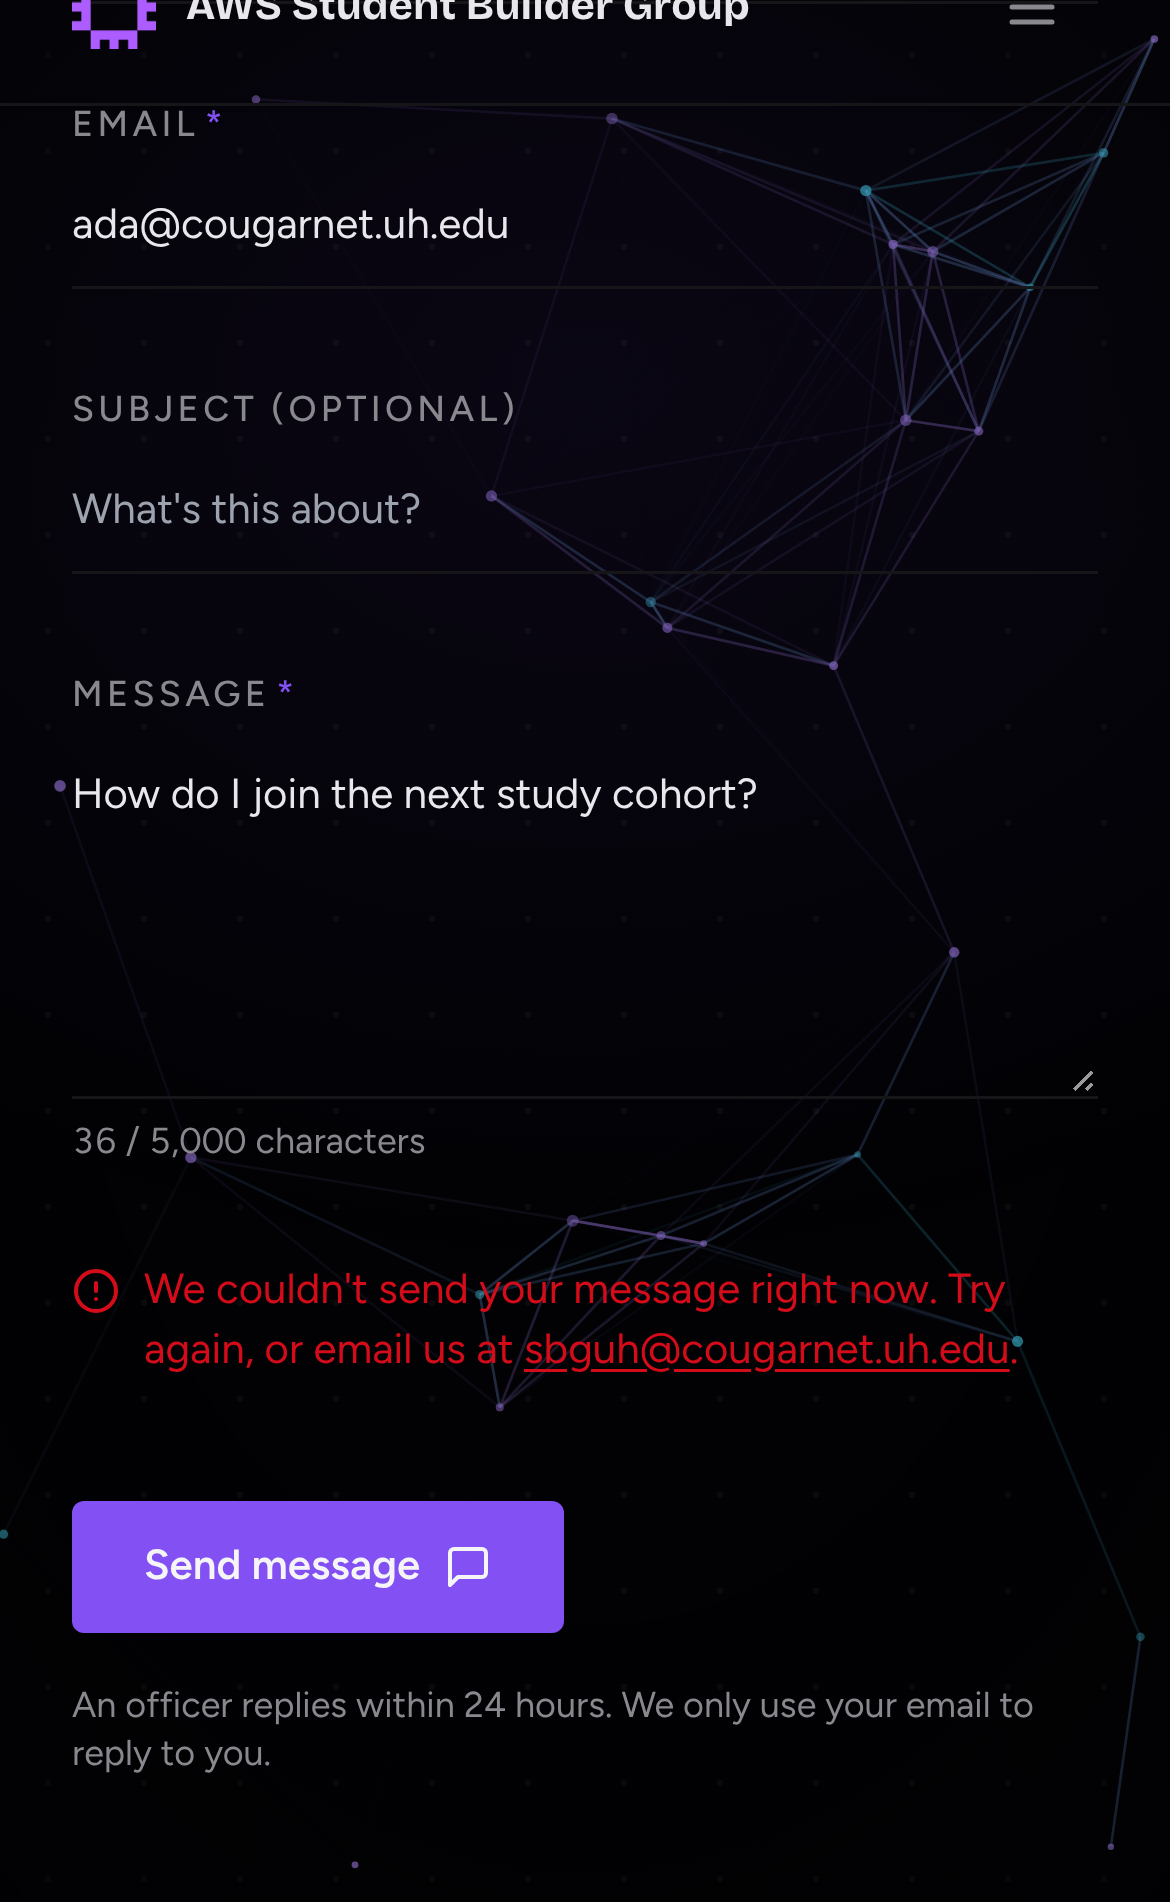 AWS Student Builder Group
EMAIL *
ada@cougarnet.uh.edu
SUBJECT (OPTIONAL)
What's this about?
MESSAGE *
How do I join the next study cohort?
36 / 5,000 characters
We couldn't send your message right now. Try
again, or email us at sbguh@cougarnet.uh.edu.
Send message
An officer replies within 24 hours. We only use your email to
reply to you.